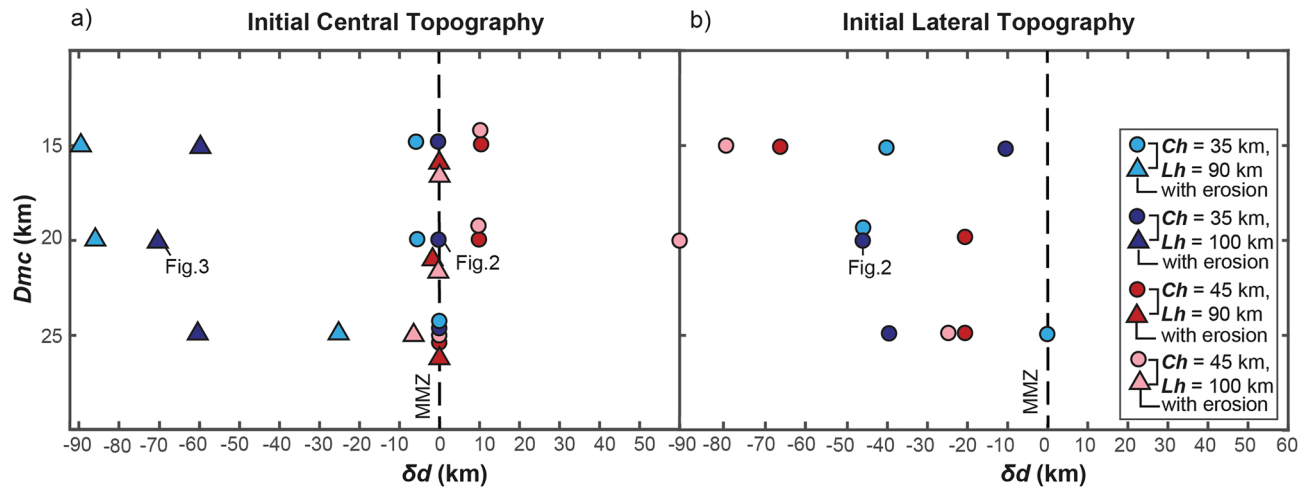 a) Initial Central Topography
b) Initial Lateral Topography
Dmc (km)
15
20
25
Fig.3
Fig.2
MMZ
-90 -80 -70 -60 -50 -40 -30 -20 -10 0 10 20 30 40 50
δd (km)
Fig.2
MMZ
-90 -80 -70 -60 -50 -40 -30 -20 -10 0 10 20 30 40 50 60
δd (km)
Ch = 35 km,
Lh = 90 km
with erosion
Ch = 35 km,
Lh = 100 km
with erosion
Ch = 45 km,
Lh = 90 km
with erosion
Ch = 45 km,
Lh = 100 km
with erosion